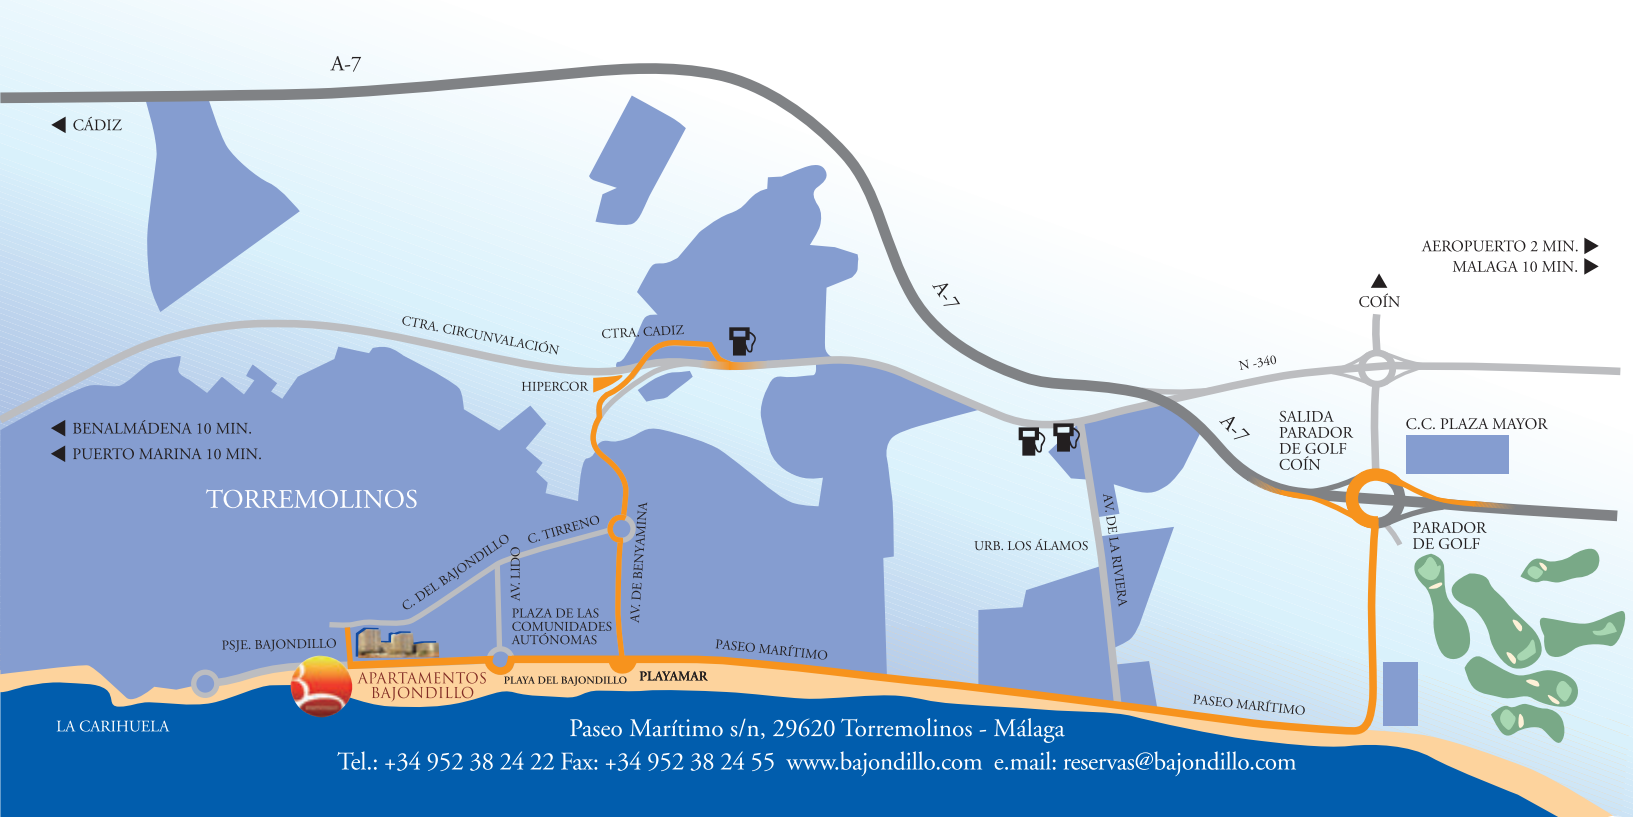 A-7
CÁDIZ
AEROPUERTO 2 MIN.
MALAGA 10 MIN.
A-7
COÍN
CTRA. CIRCUNVALACIÓN
CTRA. CADIZ
N -340
HIPERCOR
BENALMÁDENA 10 MIN.
PUERTO MARINA 10 MIN.
A-7
SALIDA
PARADOR
DE GOLF
COÍN
C.C. PLAZA MAYOR
TORREMOLINOS
PARADOR
DE GOLF
C. TIRRENO
C. DEL BAJONDILLO
AV. LIDO
AV. DE BENYAMINA
URB. LOS ÁLAMOS
AV. DE LA RIVIERA
PLAZA DE LAS
COMUNIDADES
AUTÓNOMAS
PSJE. BAJONDILLO
PASEO MARÍTIMO
APARTAMENTOS
BAJONDILLO
PLAYA DEL BAJONDILLO
PLAYAMAR
PASEO MARÍTIMO
LA CARIHUELA
Paseo Marítimo s/n, 29620 Torremolinos - Málaga
Tel.: +34 952 38 24 22 Fax: +34 952 38 24 55 www.bajondillo.com e.mail: reservas@bajondillo.com